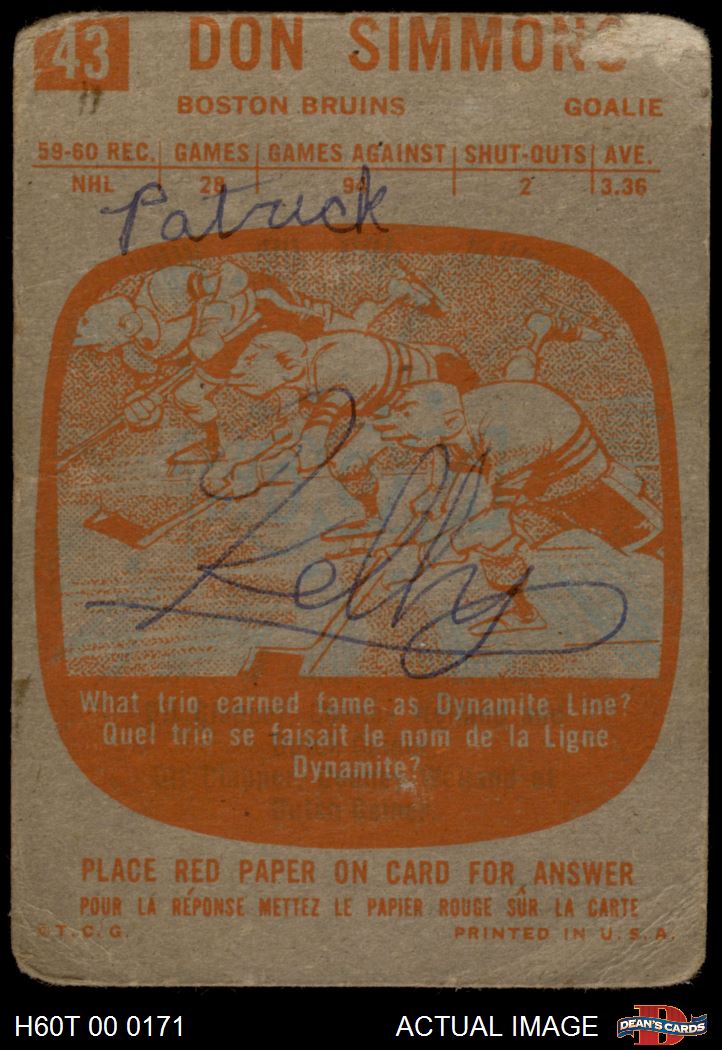 43 DON SIMMONS
BOSTON BRUINS GOALIE
59-60 REC. GAMES GAMES AGAINST SHUT-OUTS AVE.
NHL 28 94 2 3.36
Patrick
Kelly
What trio earned fame as Dynamite Line?
Quel trio se faisait le nom de la Ligne
Dynamite?
PLACE RED PAPER ON CARD FOR ANSWER
POUR LA RÉPONSE METTEZ LE PAPIER ROUGE SÛR LA CARTE
© T.C.G. PRINTED IN U.S.A.
H60T 00 0171 ACTUAL IMAGE D DEAN'S CARDS